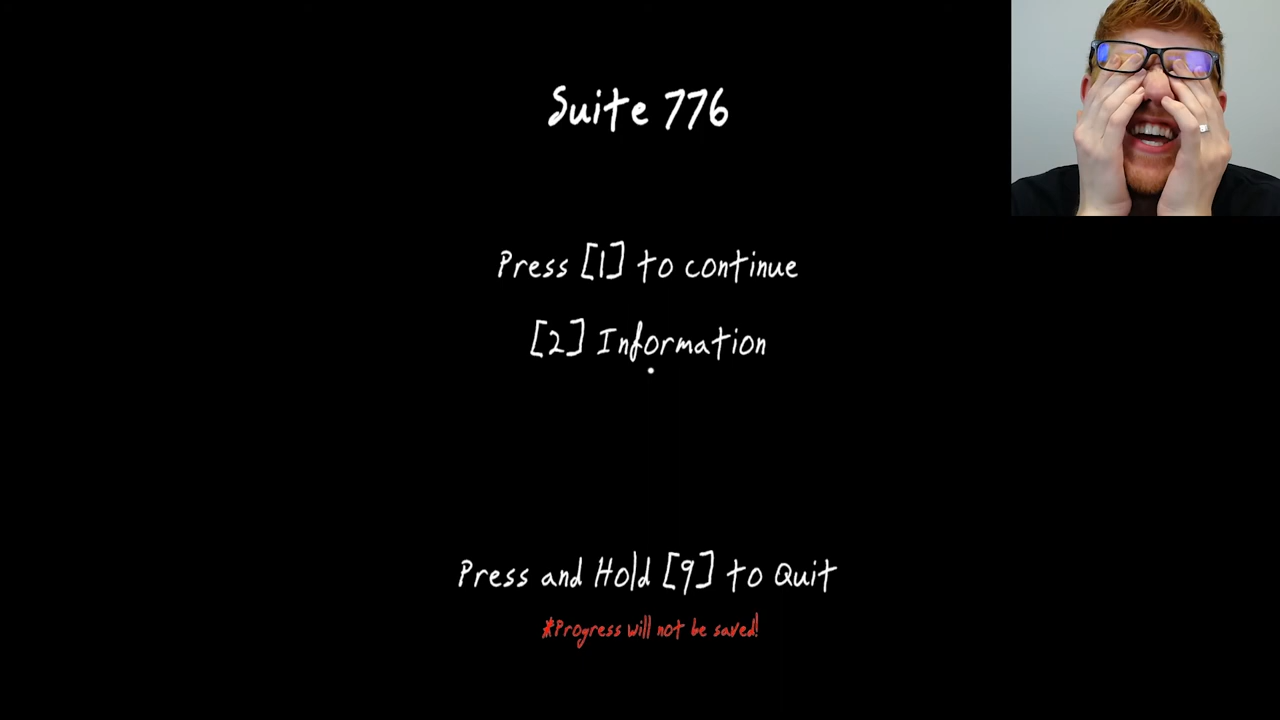 Suite 776
Press [1] to continue
[2] Information
Press and Hold [9] to Quit
*Progress will not be saved!